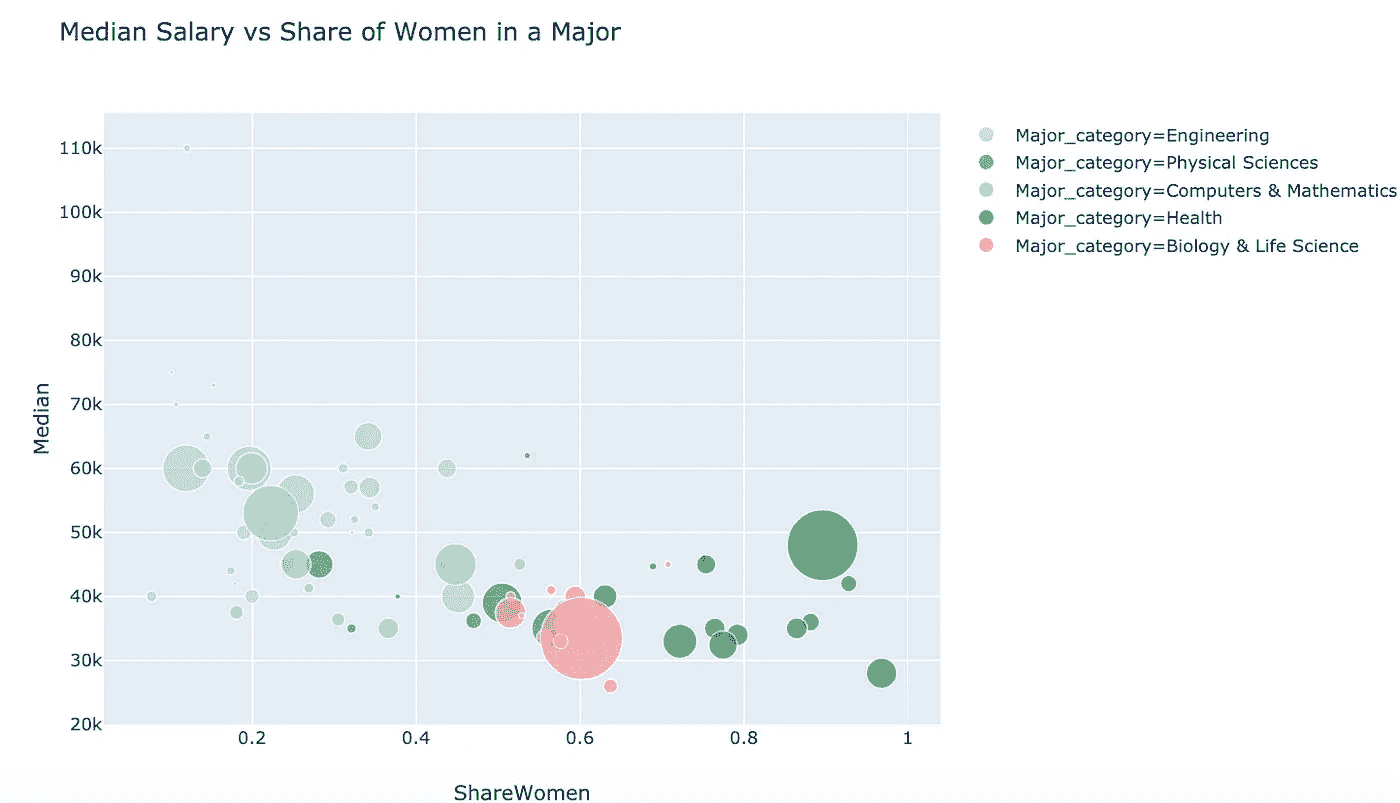 Median Salary vs Share of Women in a Major
Major_category=Engineering
Major_category=Physical Sciences
Major_category=Computers & Mathematics
Major_category=Health
Major_category=Biology & Life Science
110k
100k
90k
80k
70k
60k
50k
40k
30k
20k
Median
0.2 0.4 0.6 0.8 1
ShareWomen